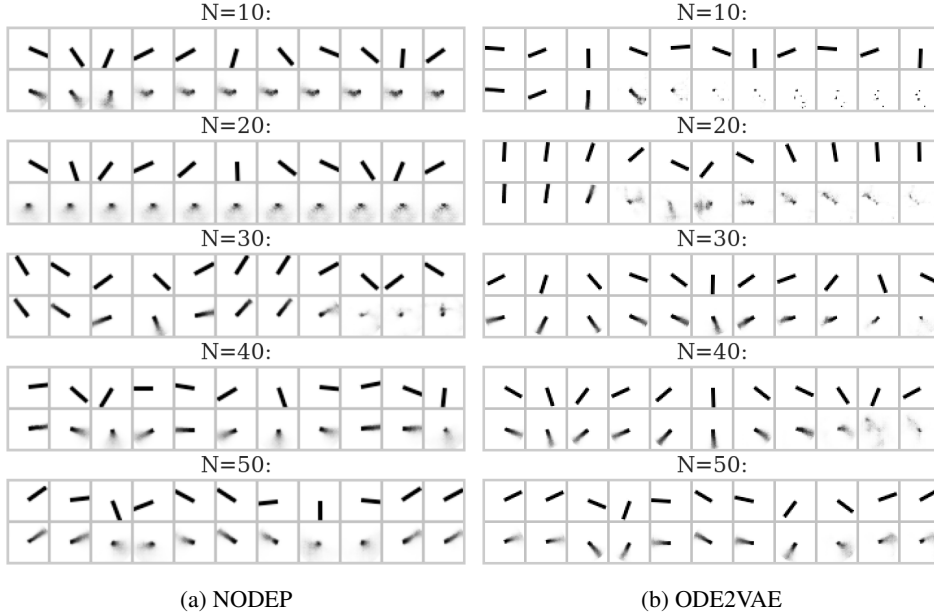 N=10:
N=20:
N=30:
N=40:
N=50:
(a) NODEP
N=10:
N=20:
N=30:
N=40:
N=50:
(b) ODE2VAE